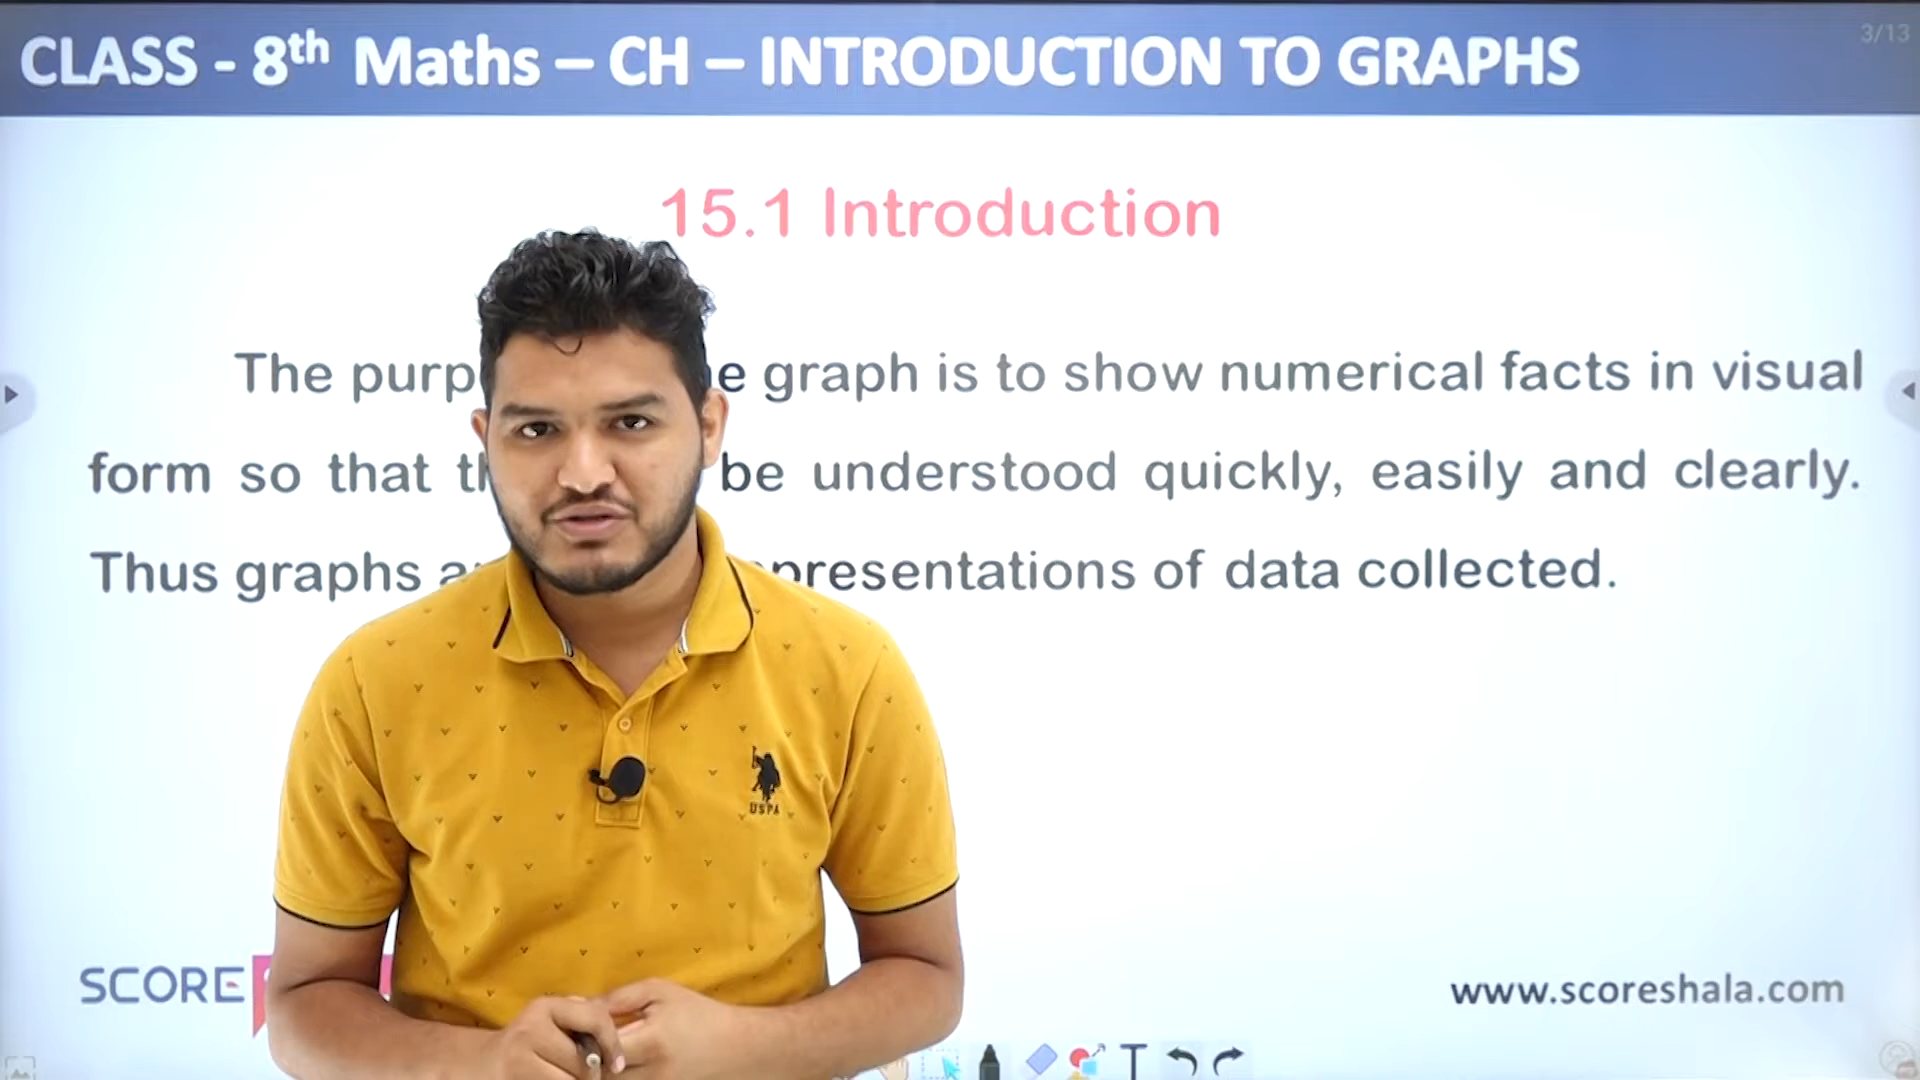 CLASS - 8th Maths – CH – INTRODUCTION TO GRAPHS
3/13
15.1 Introduction
The graph is to show numerical facts in visual
form so that be understood quickly, easily and clearly.
Thus graphs of data collected.
USPA
SCORE
www.scoreshala.com